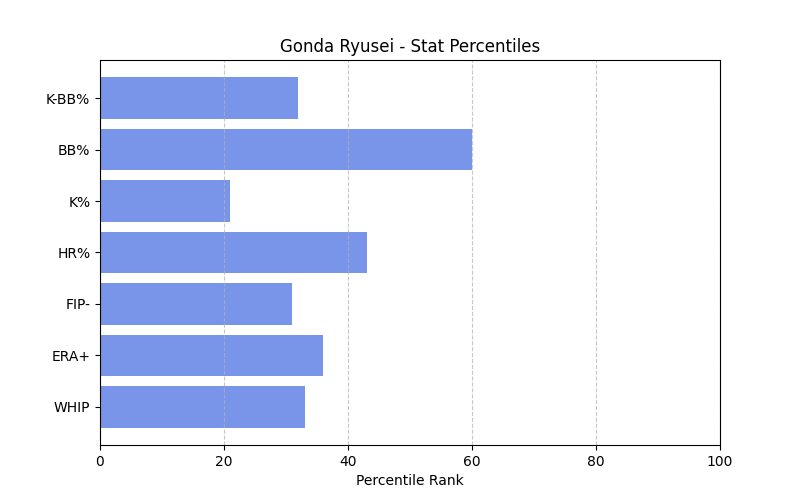 Gonda Ryusei - Stat Percentiles
K-BB%
BB%
K%
HR%
FIP-
ERA+
WHIP
0 20 40 60 80 100
Percentile Rank